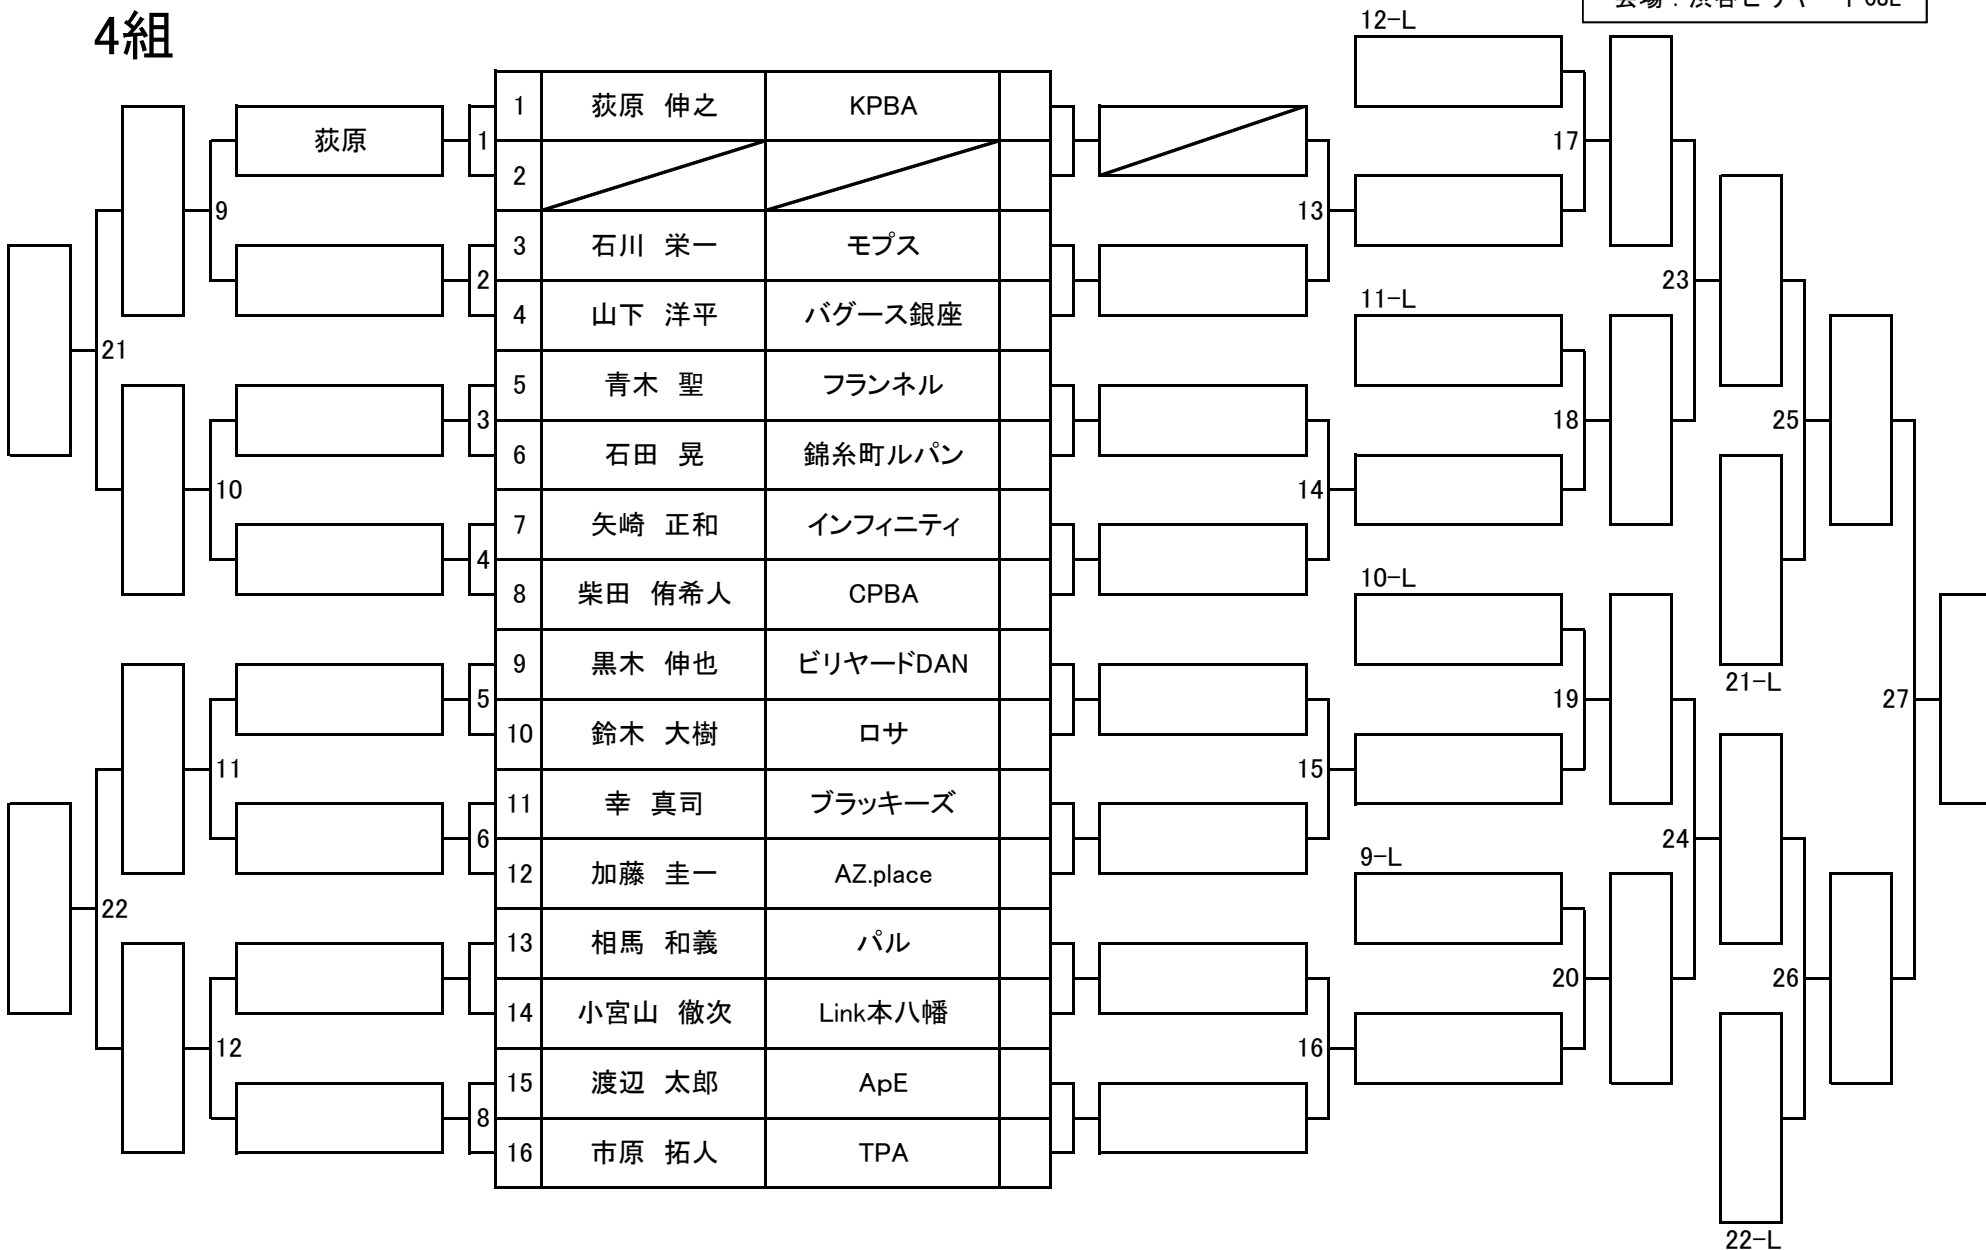 4組
12-L
1 荻原 伸之 KPBA
荻原 1 17
2
9 13
3 石川 栄一 モプス
2 23
11-L
4 山下 洋平 バグース銀座
21
5 青木 聖 フランネル
3 18 25
6 石田 晃 錦糸町ルパン
10 14
7 矢崎 正和 インフィニティ
4
10-L
8 柴田 侑希人 CPBA
9 黒木 伸也 ビリヤードDAN
21-L
5 19 27
10 鈴木 大樹 ロサ
11 15
11 幸 真司 ブラッキーズ
6 24
9-L
12 加藤 圭一 AZ.place
22
13 相馬 和義 パル
20 26
14 小宮山 徹次 Link本八幡
12 16
15 渡辺 太郎 ApE
8
16 市原 拓人 TPA
22-L